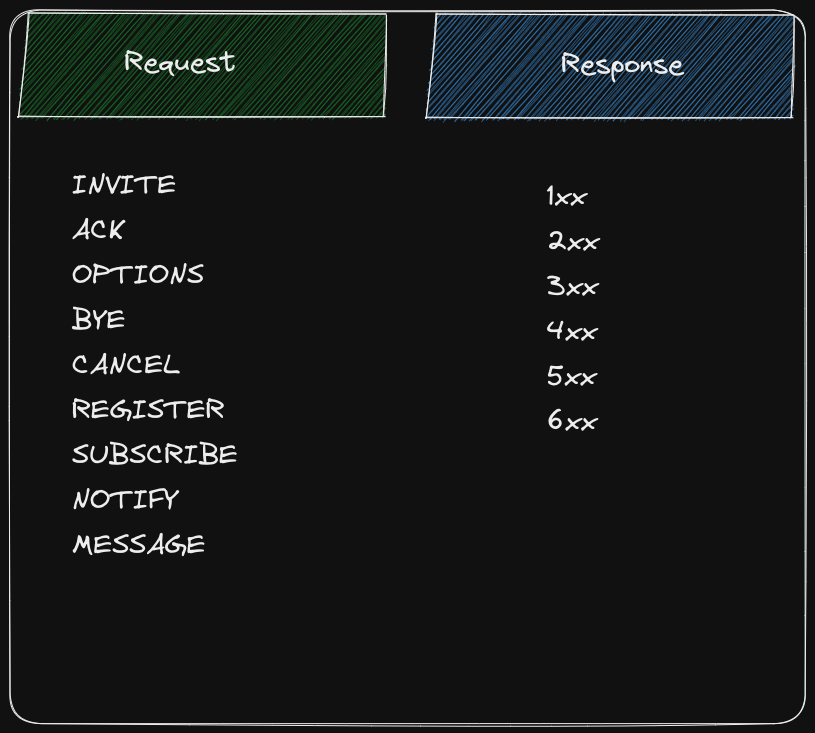 Request
INVITE
ACK
OPTIONS
BYE
CANCEL
REGISTER
SUBSCRIBE
NOTIFY
MESSAGE
Response
1xx
2xx
3xx
4xx
5xx
6xx